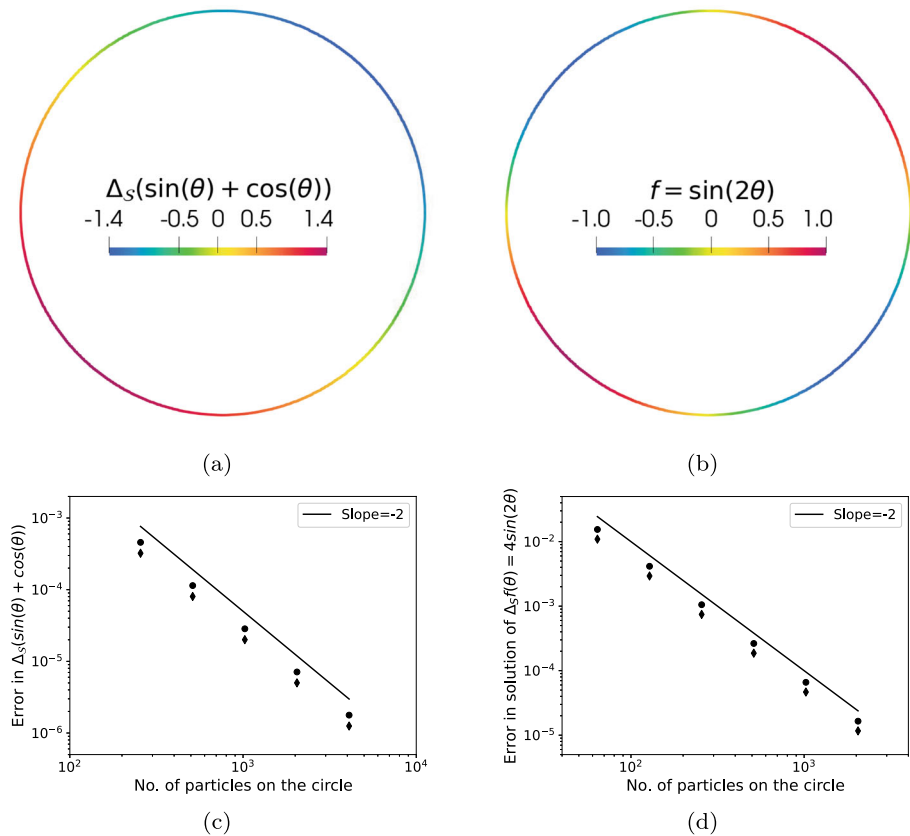 Δ_S(sin(θ) + cos(θ))
-1.4 -0.5 0 0.5 1.4
f = sin(2θ)
-1.0 -0.5 0 0.5 1.0
(a)
(b)
Error in Δ_S(sin(θ) + cos(θ))
10⁻³
10⁻⁴
10⁻⁵
10⁻⁶
Slope=-2
10² 10³ 10⁴
No. of particles on the circle
Error in solution of Δ_Sf(θ) = 4sin(2θ)
10⁻²
10⁻³
10⁻⁴
10⁻⁵
Slope=-2
10² 10³
No. of particles on the circle
(c)
(d)